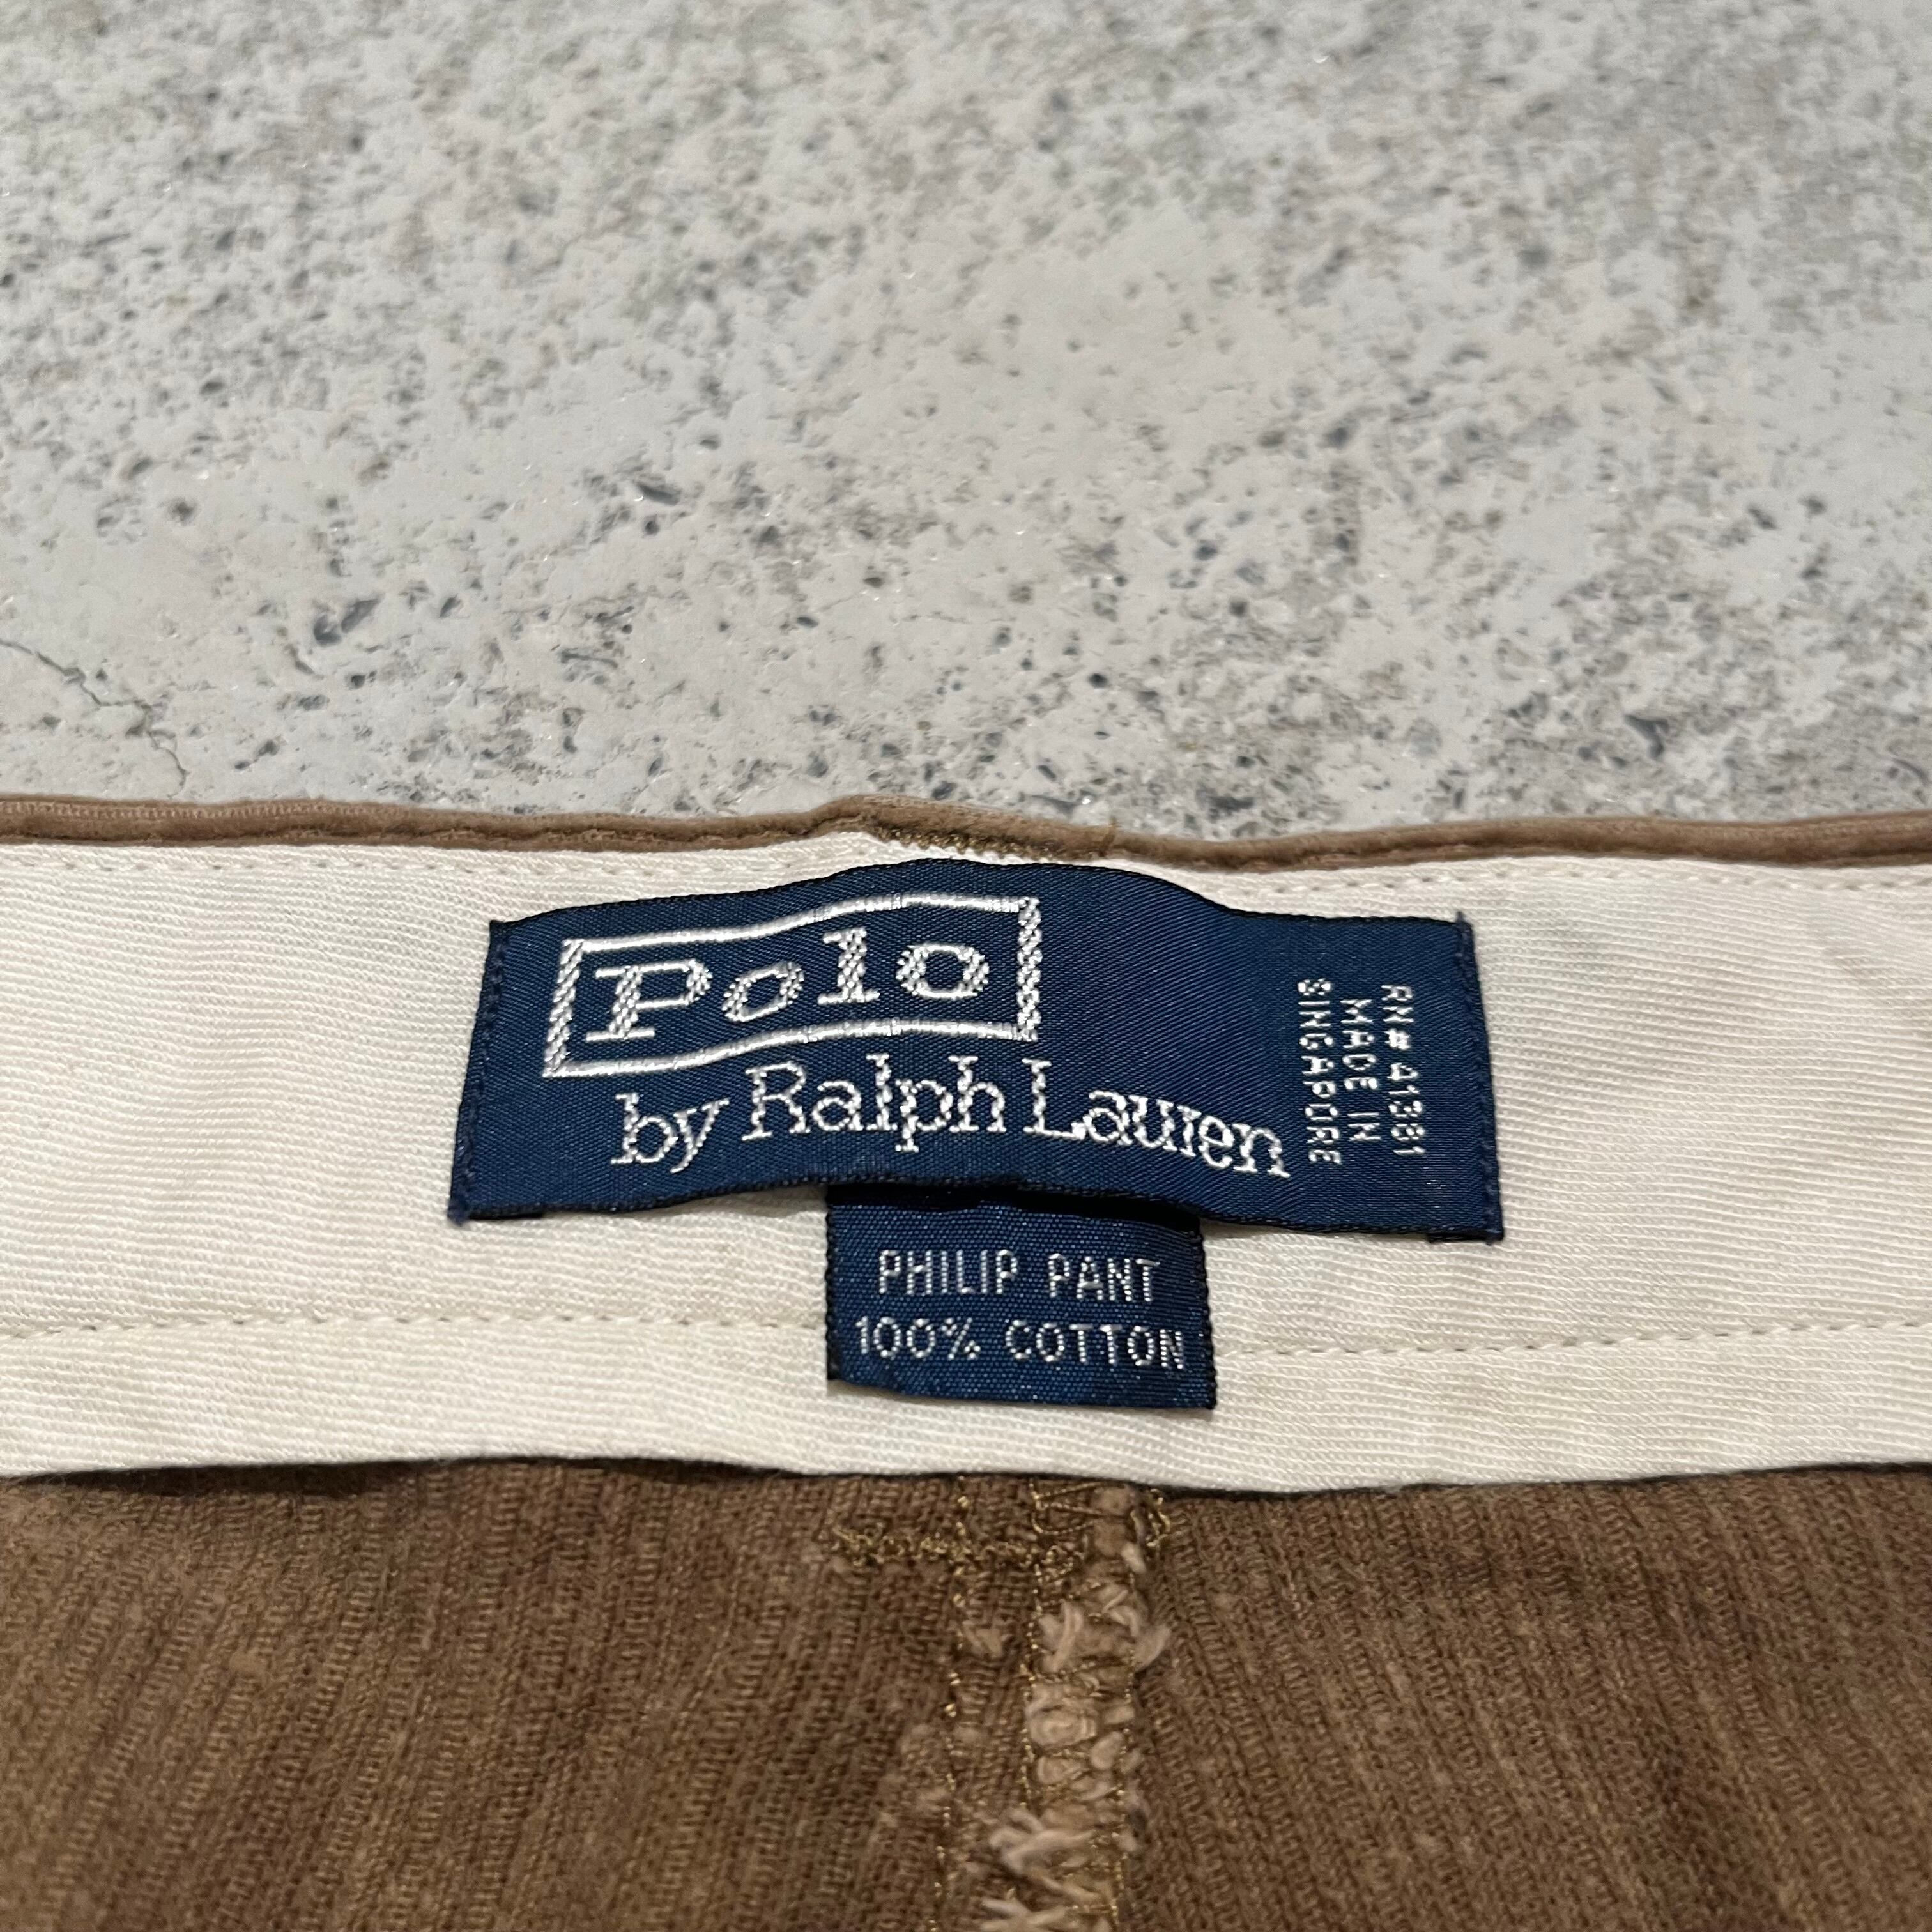 Polo
by Ralph Lauren
RN# 41381
MADE IN
SINGAPORE
PHILIP PANT
100% COTTON